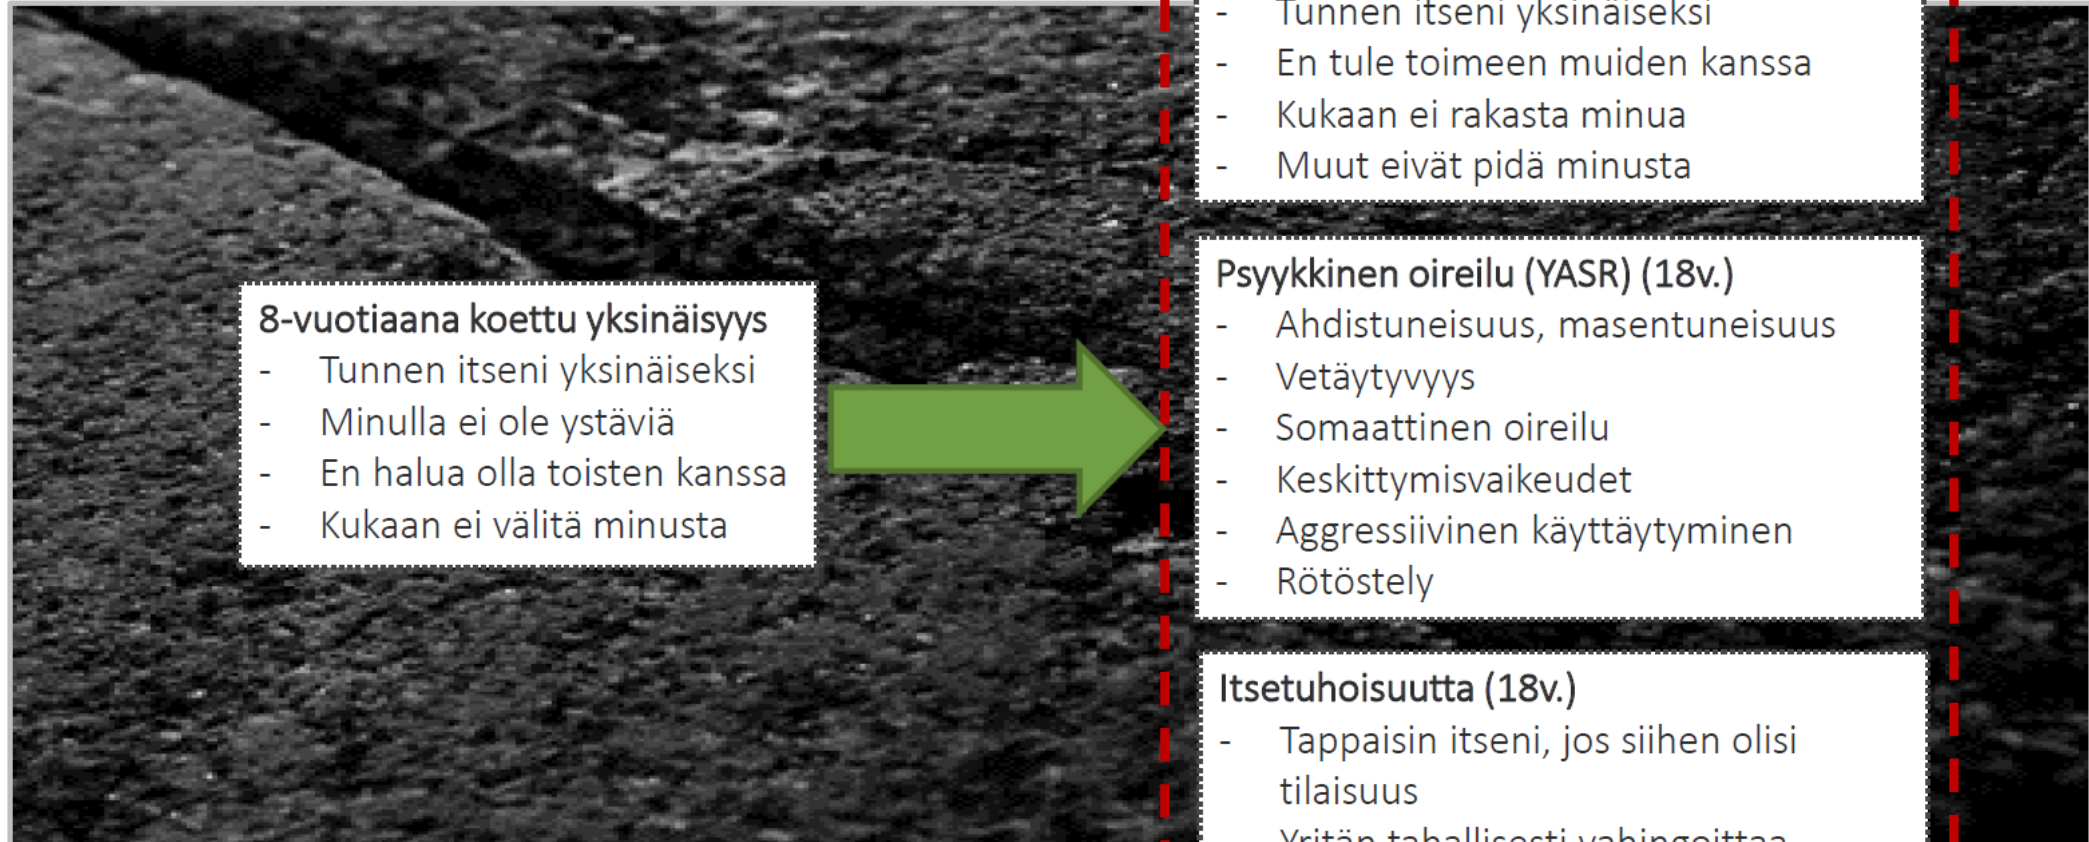 8-vuotiaana koettu yksinäisyys
- Tunnen itseni yksinäiseksi
- Minulla ei ole ystäviä
- En halua olla toisten kanssa
- Kukaan ei välitä minusta
- Tunnen itseni yksinäiseksi
- En tule toimeen muiden kanssa
- Kukaan ei rakasta minua
- Muut eivät pidä minusta
Psyykkinen oireilu (YASR) (18v.)
- Ahdistuneisuus, masentuneisuus
- Vetäytyvyys
- Somaattinen oireilu
- Keskittymisvaikeudet
- Aggressiivinen käyttäytyminen
- Rötöstely
Itsetuhoisuutta (18v.)
- Tappaisin itseni, jos siihen olisi
tilaisuus
Yritän tahallisesti vahingoittaa